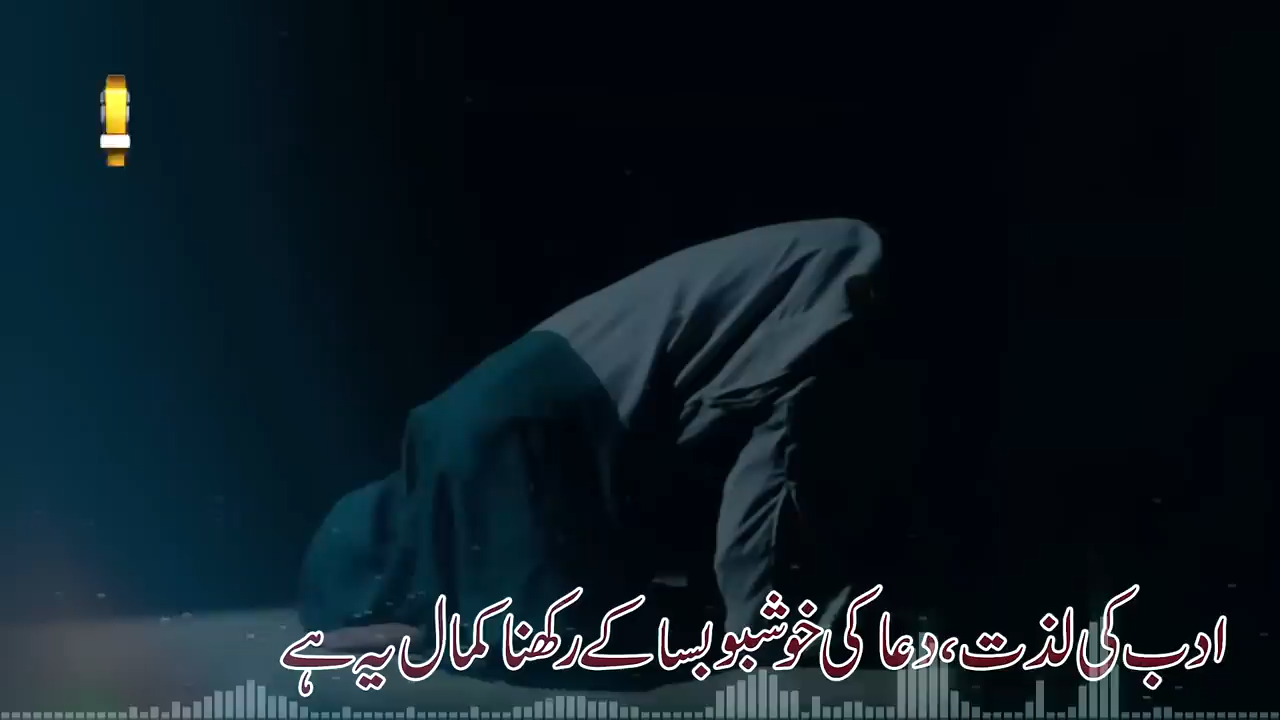 ادب کی لذت، دعا کی خوشبو بسا کے رکھنا کمال یہ ہے